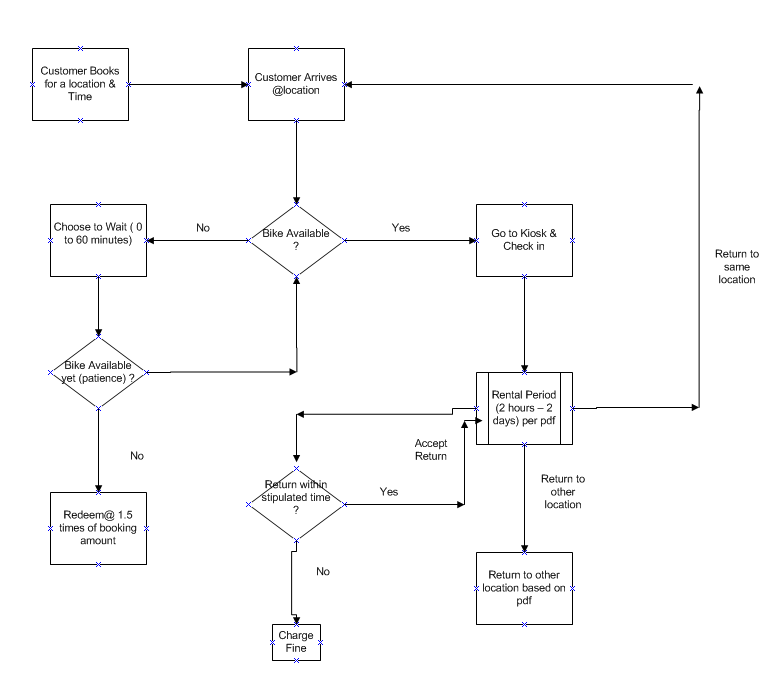 Customer Books
for a location &
Time
Customer Arrives
@location
Choose to Wait ( 0
to 60 minutes)
No
Bike Available
?
Yes
Go to Kiosk &
Check in
Return to
same
location
Bike Available
yet (patience) ?
Rental Period
(2 hours – 2
days) per pdf
Accept
Return
No
Return within
stipulated time
?
Yes
Return to
other
location
Redeem@ 1.5
times of booking
amount
No
Return to other
location based on
pdf
Charge
Fine